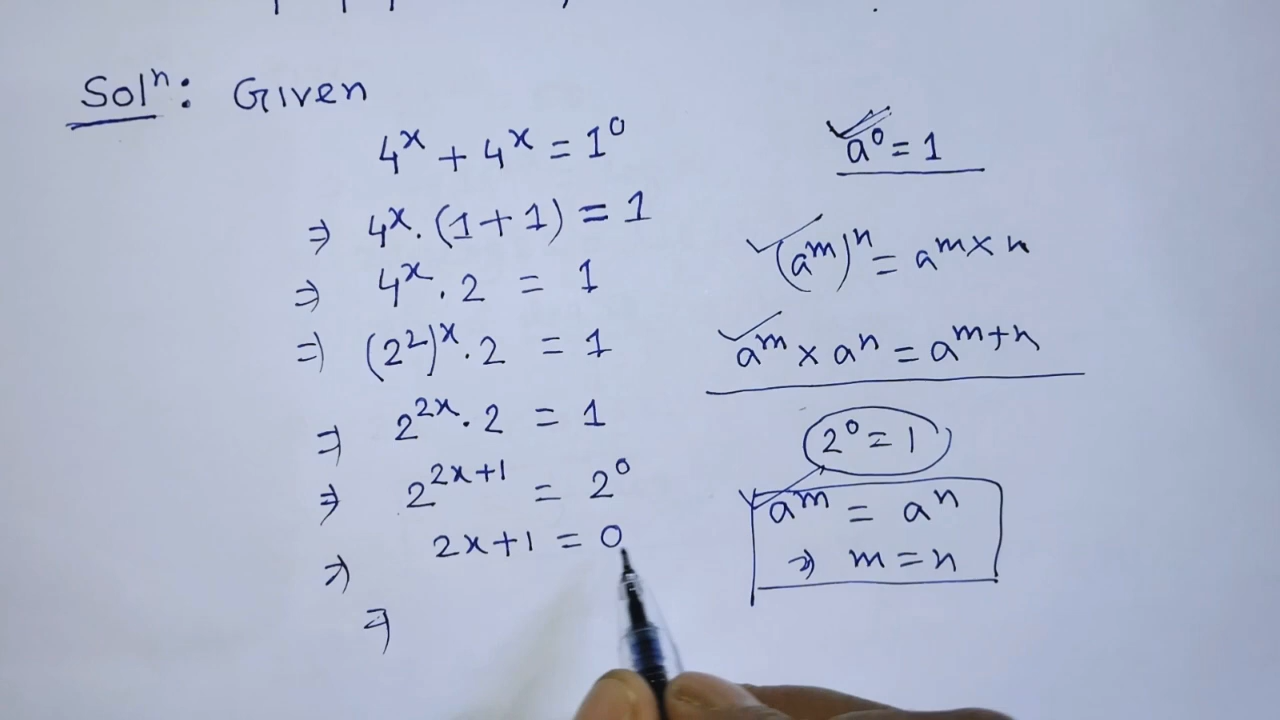 Solⁿ: Given
4ˣ + 4ˣ = 1⁰
⇒ 4ˣ. (1+1) = 1
⇒ 4ˣ . 2 = 1
⇒ (2²)ˣ . 2 = 1
⇒ 2²ˣ . 2 = 1
⇒ 2²ˣ⁺¹ = 2⁰
⇒ 2x+1 = 0
⇒
a⁰ = 1
(aᵐ)ⁿ = aᵐˣⁿ
aᵐ × aⁿ = aᵐ⁺ⁿ
2⁰ = 1
aᵐ = aⁿ
⇒ m = n